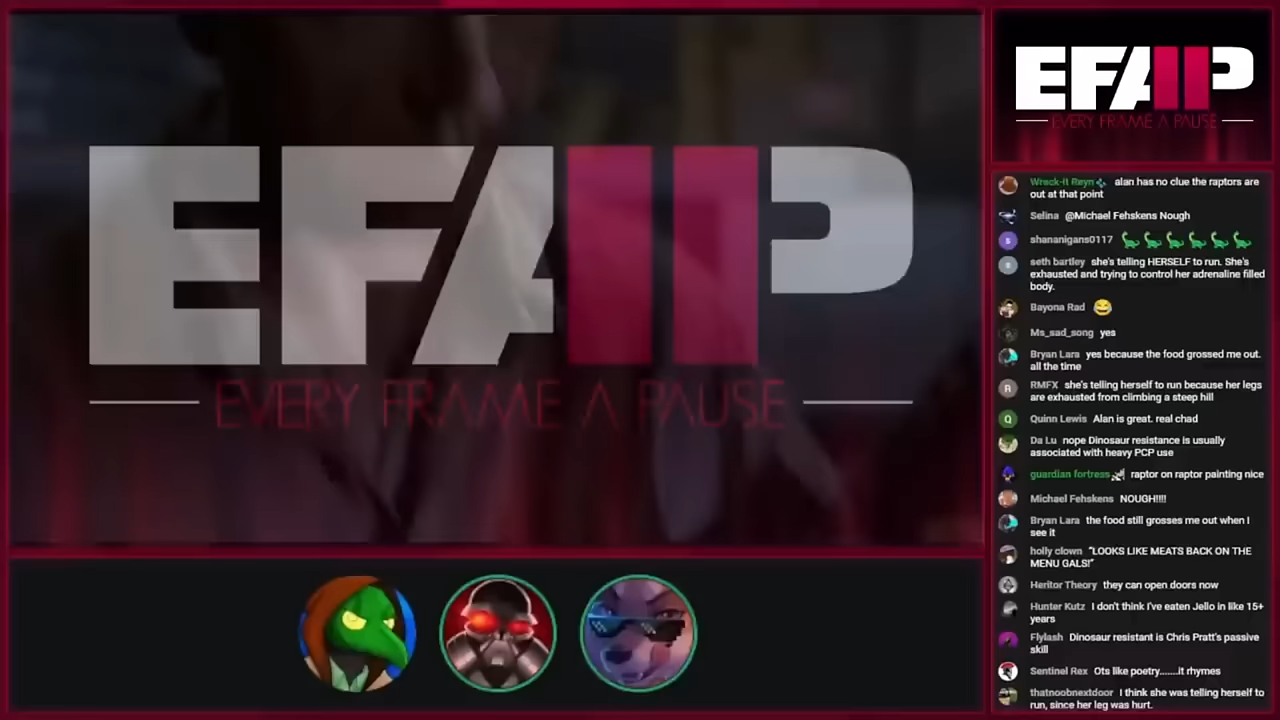 EFAP
EVERY FRAME A PAUSE
EFAP
EVERY FRAME A PAUSE
Wreck-It Reyn alan has no clue the raptors are
out at that point
Selina @Michael Fehskens Nough
S shananigans0117
S seth bartley she's telling HERSELF to run. She's
exhausted and trying to control her adrenaline filled
body.
Bayona Rad
Ms_sad_song yes
Bryan Lara yes because the food grossed me out.
all the time
R RMFX she's telling herself to run because her legs
are exhausted from climbing a steep hill
Q Quinn Lewis Alan is great. real chad
Da Lu nope Dinosaur resistance is usually
associated with heavy PCP use
guardian fortress raptor on raptor painting nice
Michael Fehskens NOUGH!!!!
Bryan Lara the food still grosses me out when I
see it
holly clown "LOOKS LIKE MEATS BACK ON THE
MENU GALS!"
Heritor Theory they can open doors now
Hunter Kutz I don't think I've eaten Jello in like 15+
years
Flylash Dinosaur resistant is Chris Pratt's passive
skill
Sentinel Rex Ots like poetry.......it rhymes
thatnoobnextdoor I think she was telling herself to
run, since her leg was hurt.